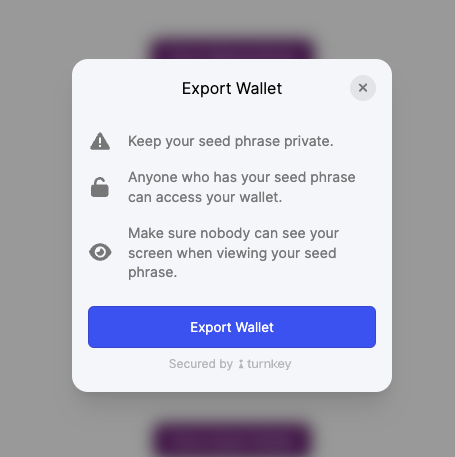 Export Wallet
Keep your seed phrase private.
Anyone who has your seed phrase
can access your wallet.
Make sure nobody can see your
screen when viewing your seed
phrase.
Export Wallet
Secured by turnkey